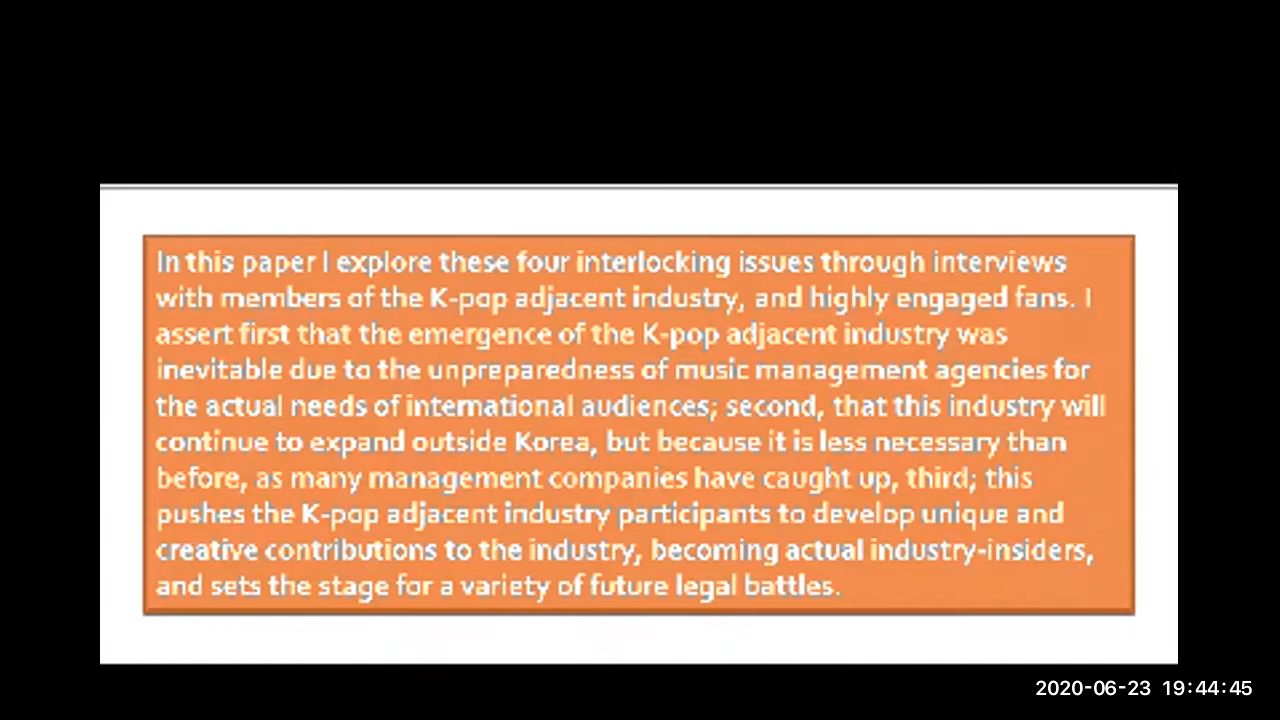 In this paper I explore these four interlocking issues through interviews
with members of the K-pop adjacent industry, and highly engaged fans. I
assert first that the emergence of the K-pop adjacent industry was
inevitable due to the unpreparedness of music management agencies for
the actual needs of international audiences; second, that this industry will
continue to expand outside Korea, but because it is less necessary than
before, as many management companies have caught up, third; this
pushes the K-pop adjacent industry participants to develop unique and
creative contributions to the industry, becoming actual industry-insiders,
and sets the stage for a variety of future legal battles.
2020-06-23 19:44:45